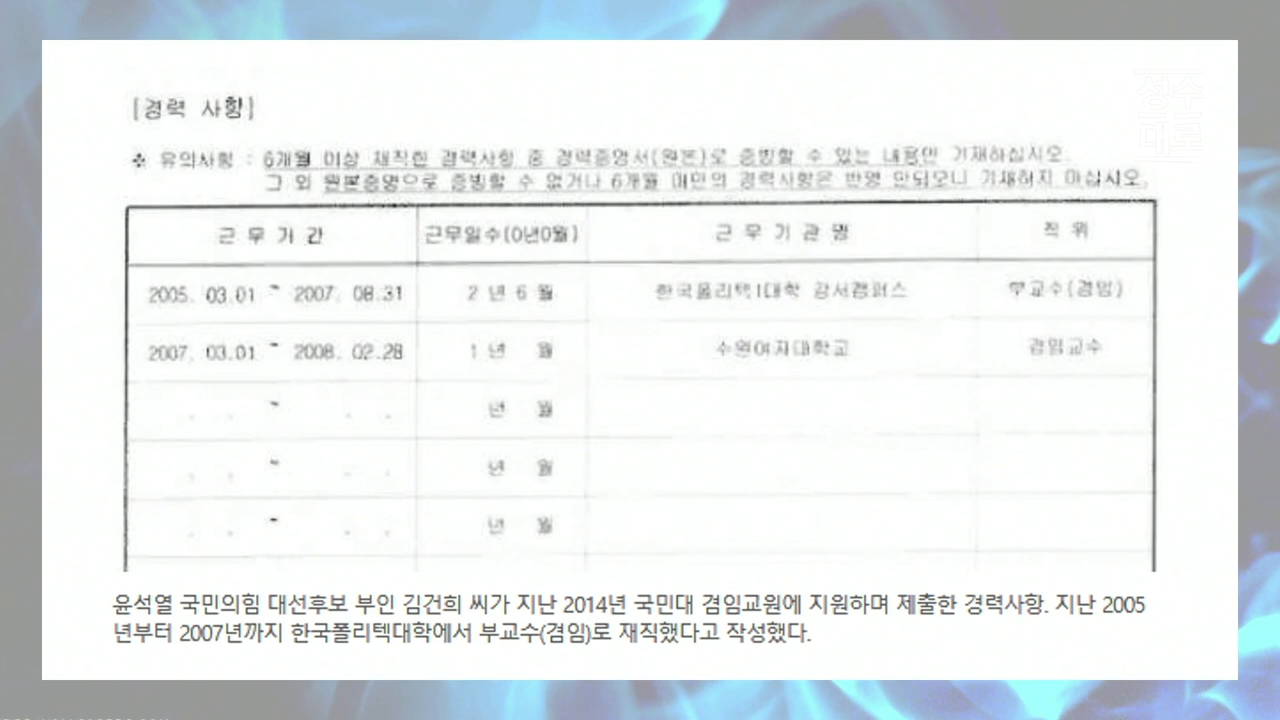 [경력 사항]
※ 유의사항 : 6개월 이상 재직한 경력사항 중 경력증명서(원본)로 증빙할 수 있는 내용만 기재하십시오.
그 외 원본증명으로 증빙할 수 없거나 6개월 미만의 경력사항은 반영 안되오니 기재하지 마십시오.
근 무 기 간 근무일수(0년0월) 근 무 기 관 명 직 위
2005. 03.01 ~ 2007. 08.31 2 년 6 월 한국폴리텍1대학 강서캠퍼스 부교수(겸임)
2007. 03.01 ~ 2008. 02.28 1 년 월 수원여자대학교 겸임교수
. . ~ . . 년 월
. . ~ . . 년 월
. . ~ . . 년 월
윤석열 국민의힘 대선후보 부인 김건희 씨가 지난 2014년 국민대 겸임교원에 지원하며 제출한 경력사항. 지난 2005
년부터 2007년까지 한국폴리텍대학에서 부교수(겸임)로 재직했다고 작성했다.